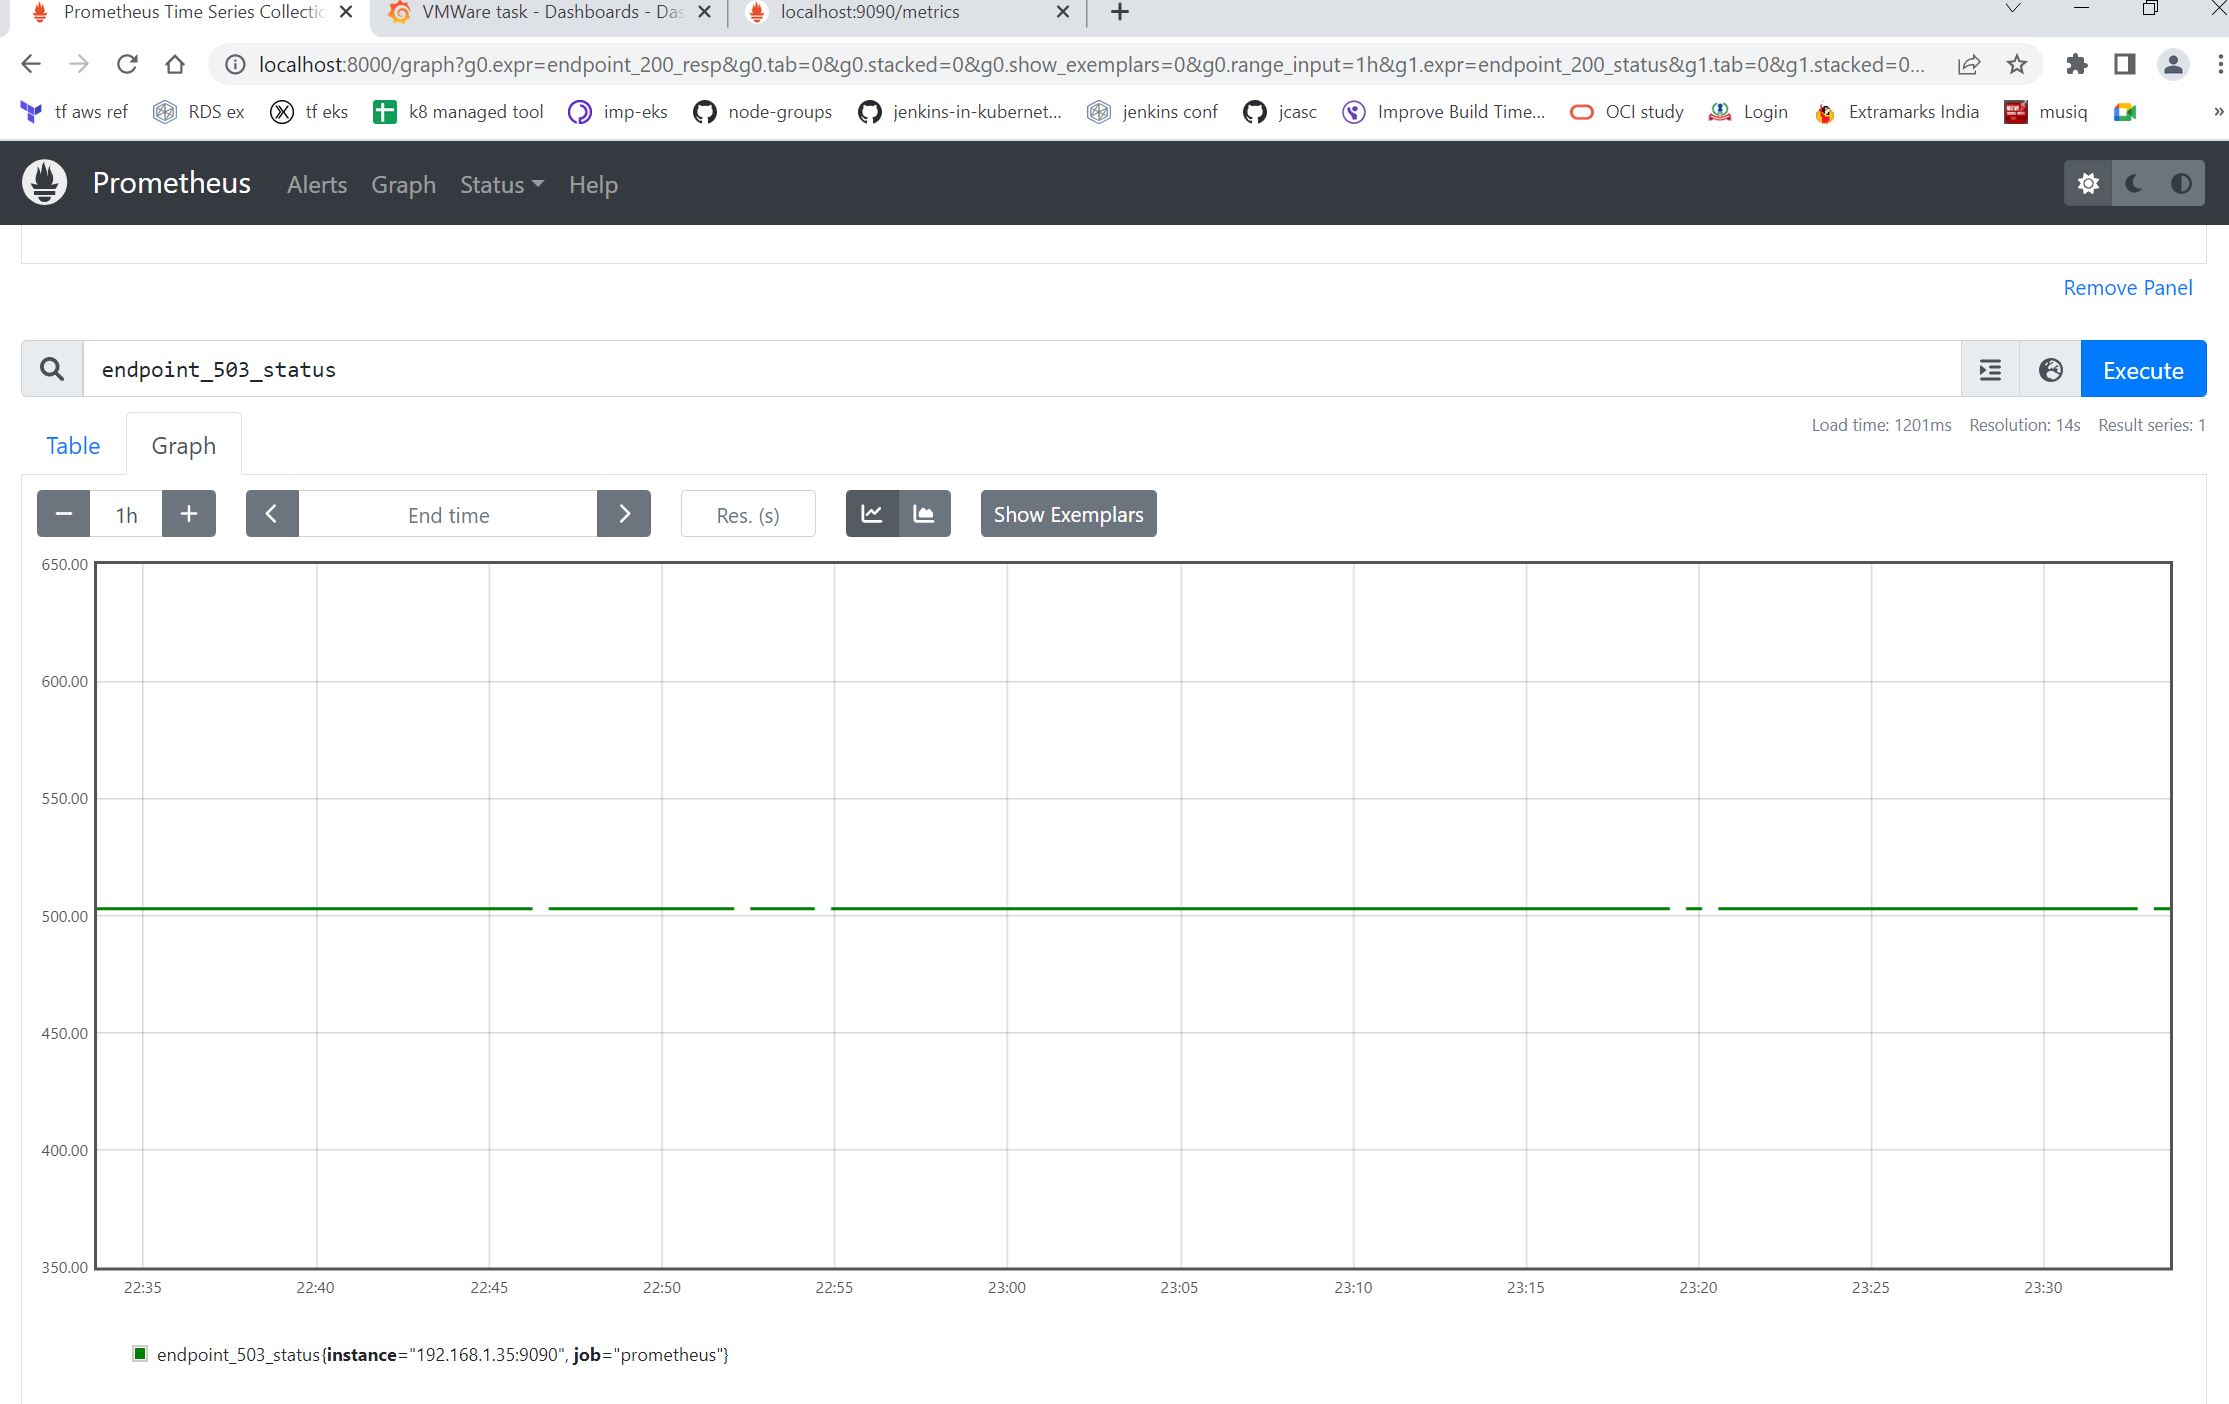 Prometheus Time Series Collectio
VMWare task - Dashboards - Das
localhost:9090/metrics
localhost:8000/graph?g0.expr=endpoint_200_resp&g0.tab=0&g0.stacked=0&g0.show_exemplars=0&g0.range_input=1h&g1.expr=endpoint_200_status&g1.tab=0&g1.stacked=0...
tf aws ref RDS ex tf eks k8 managed tool imp-eks node-groups jenkins-in-kubernet... jenkins conf jcasc Improve Build Time... OCI study Login Extramarks India musiq »
Prometheus Alerts Graph Status Help
Remove Panel
endpoint_503_status
Execute
Table Graph
Load time: 1201ms Resolution: 14s Result series: 1
1h End time Res. (s) Show Exemplars
650.00
600.00
550.00
500.00
450.00
400.00
350.00
22:35 22:40 22:45 22:50 22:55 23:00 23:05 23:10 23:15 23:20 23:25 23:30
endpoint_503_status{instance="192.168.1.35:9090", job="prometheus"}